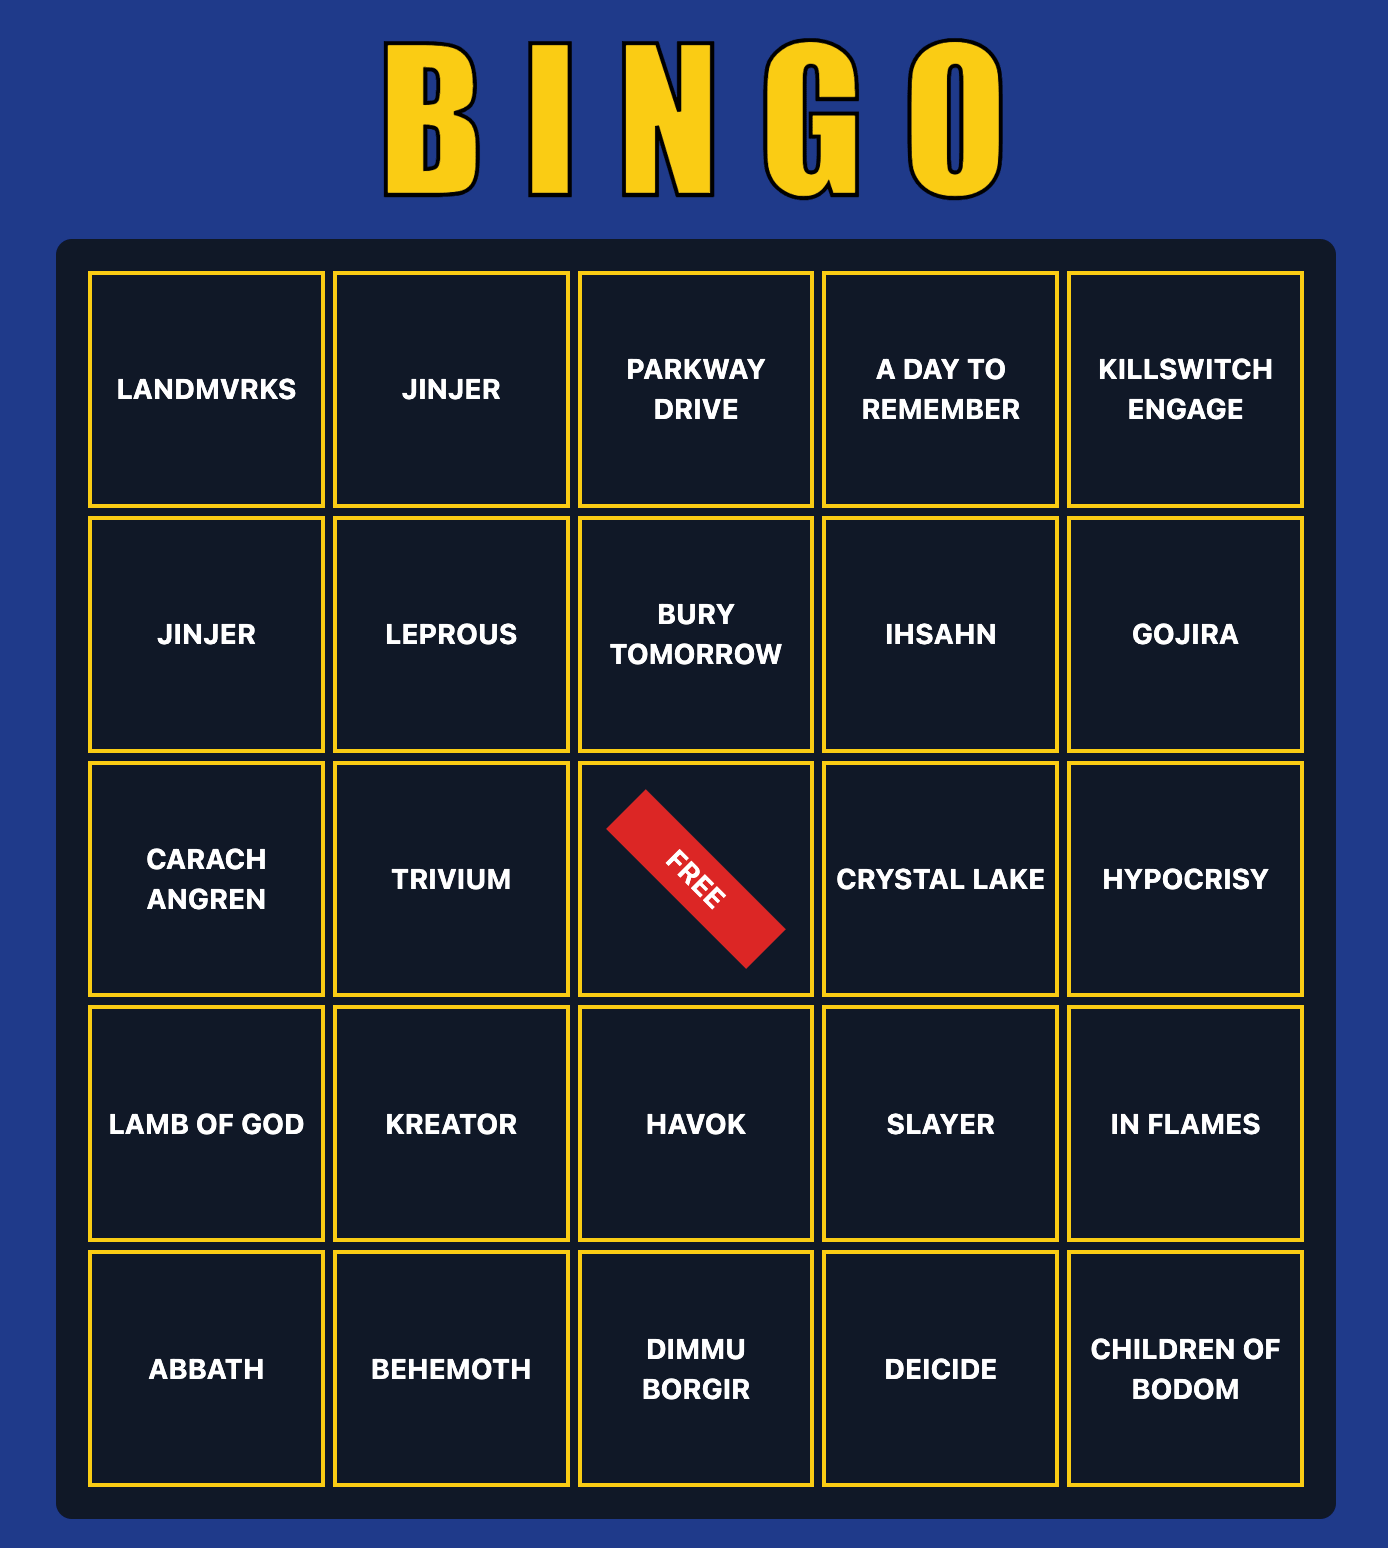 BINGO
LANDMVRKS
JINJER
PARKWAY
DRIVE
A DAY TO
REMEMBER
KILLSWITCH
ENGAGE
JINJER
LEPROUS
BURY
TOMORROW
IHSAHN
GOJIRA
CARACH
ANGREN
TRIVIUM
FREE
CRYSTAL LAKE
HYPOCRISY
LAMB OF GOD
KREATOR
HAVOK
SLAYER
IN FLAMES
ABBATH
BEHEMOTH
DIMMU
BORGIR
DEICIDE
CHILDREN OF
BODOM